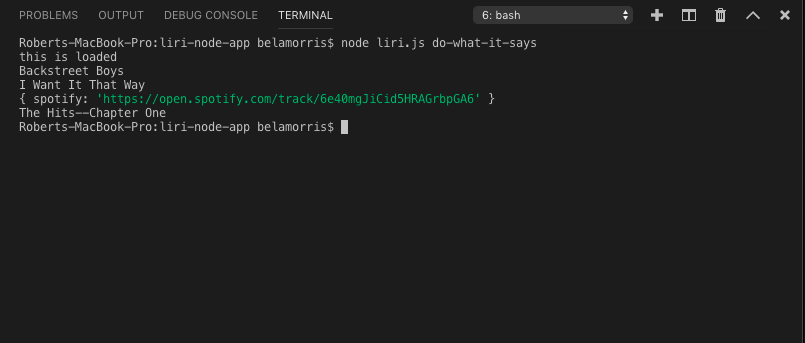 PROBLEMS OUTPUT DEBUG CONSOLE TERMINAL 6: bash
Roberts-MacBook-Pro:liri-node-app belamorris$ node liri.js do-what-it-says
this is loaded
Backstreet Boys
I Want It That Way
{ spotify: 'https://open.spotify.com/track/6e40mgJiCid5HRAGrbpGA6' }
The Hits--Chapter One
Roberts-MacBook-Pro:liri-node-app belamorris$